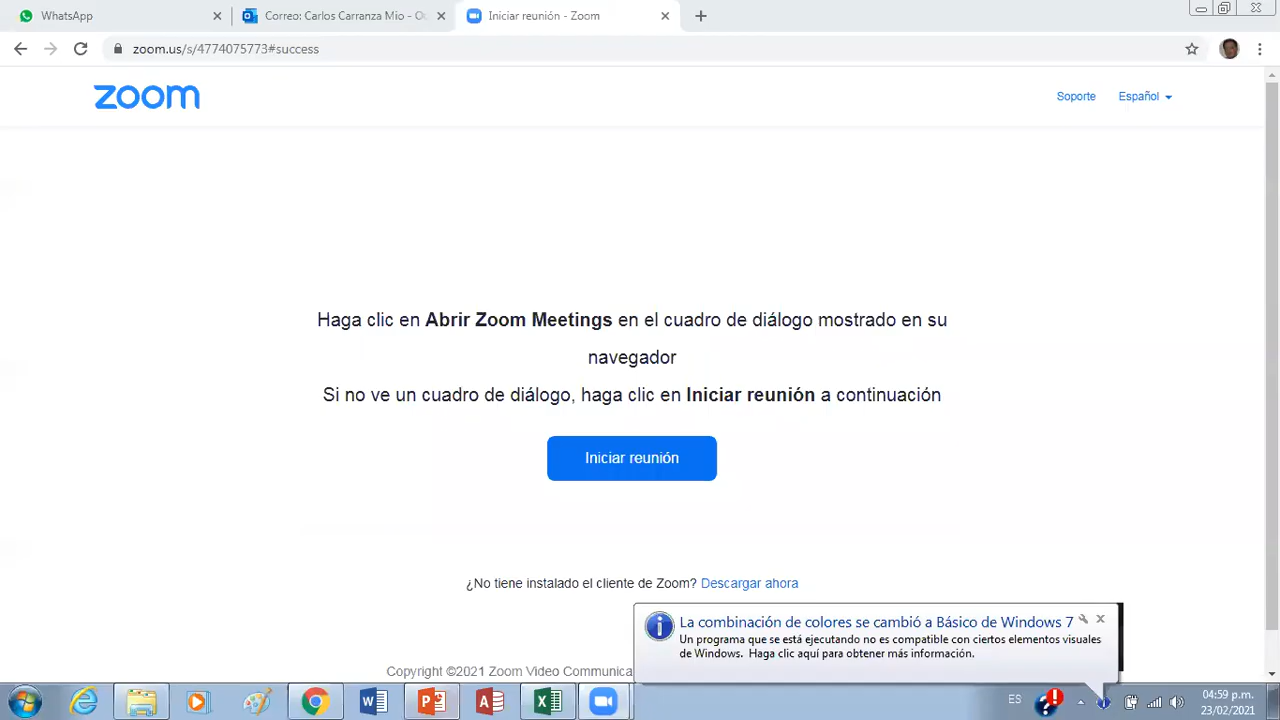 WhatsApp
Correo: Carlos Carranza Mio - Ou
Iniciar reunión - Zoom
zoom.us/s/4774075773#success
zoom
Soporte
Español
Haga clic en Abrir Zoom Meetings en el cuadro de diálogo mostrado en su
navegador
Si no ve un cuadro de diálogo, haga clic en Iniciar reunión a continuación
Iniciar reunión
¿No tiene instalado el cliente de Zoom? Descargar ahora
La combinación de colores se cambió a Básico de Windows 7
Un programa que se está ejecutando no es compatible con ciertos elementos visuales
de Windows. Haga clic aquí para obtener más información.
Copyright ©2021 Zoom Video Communica
ES
04:59 p.m.
23/02/2021